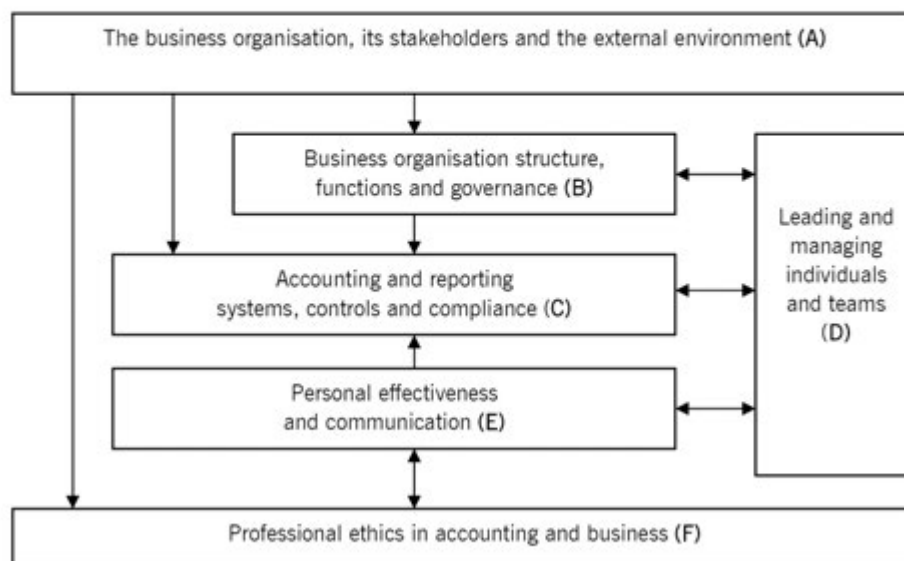 The business organisation, its stakeholders and the external environment (A)
Business organisation structure,
functions and governance (B)
Leading and
managing
individuals
and teams
(D)
Accounting and reporting
systems, controls and compliance (C)
Personal effectiveness
and communication (E)
Professional ethics in accounting and business (F)